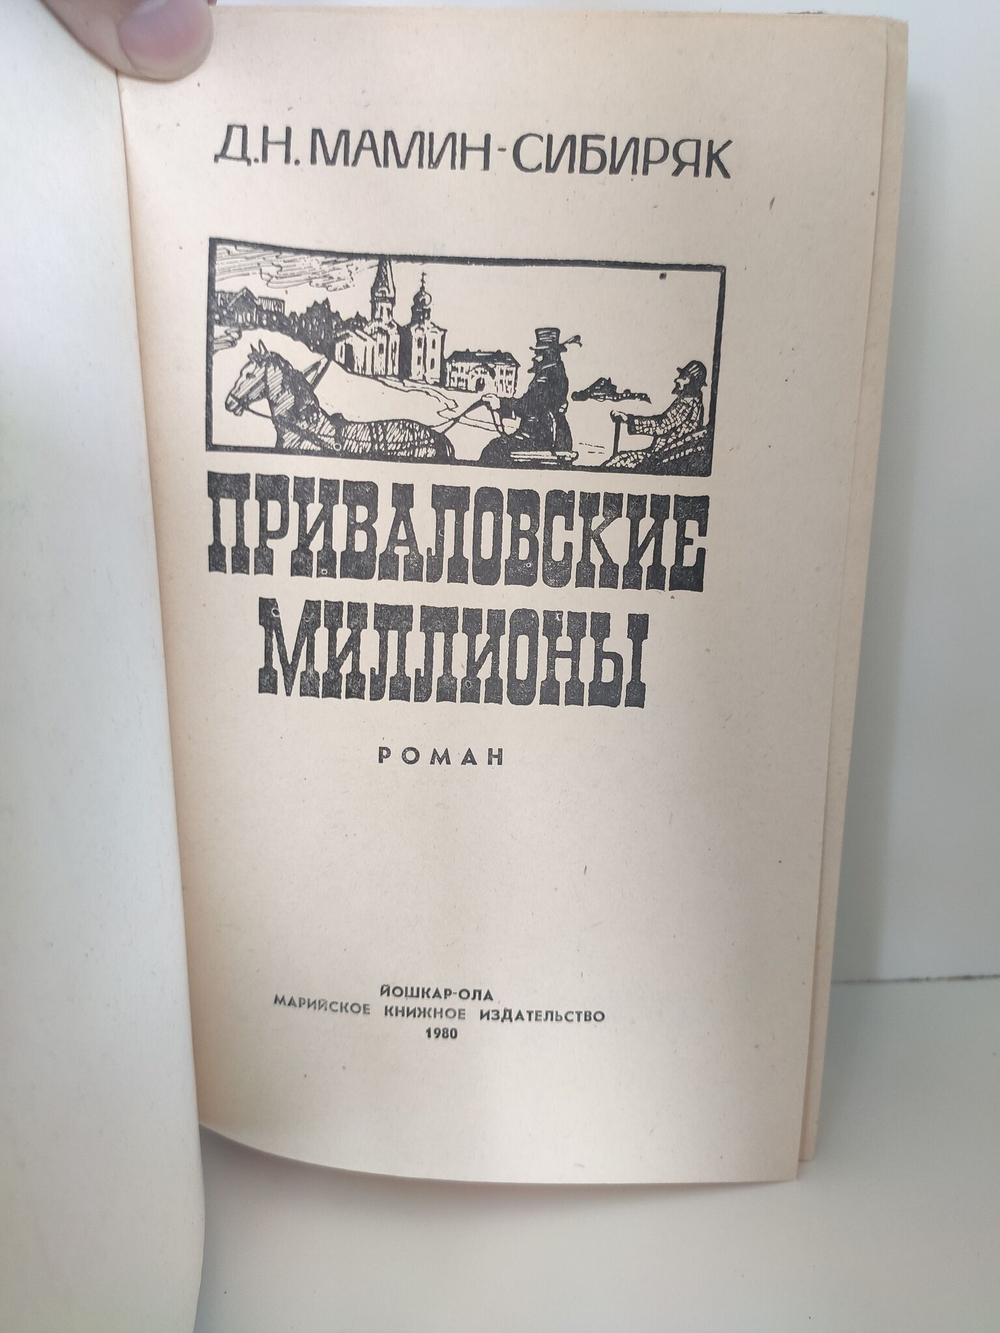 Д.Н. МАМИН-СИБИРЯК
ПРИВАЛОВСКИЕ
МИЛЛИОНЫ
РОМАН
ЙОШКАР-ОЛА
МАРИЙСКОЕ КНИЖНОЕ ИЗДАТЕЛЬСТВО
1980